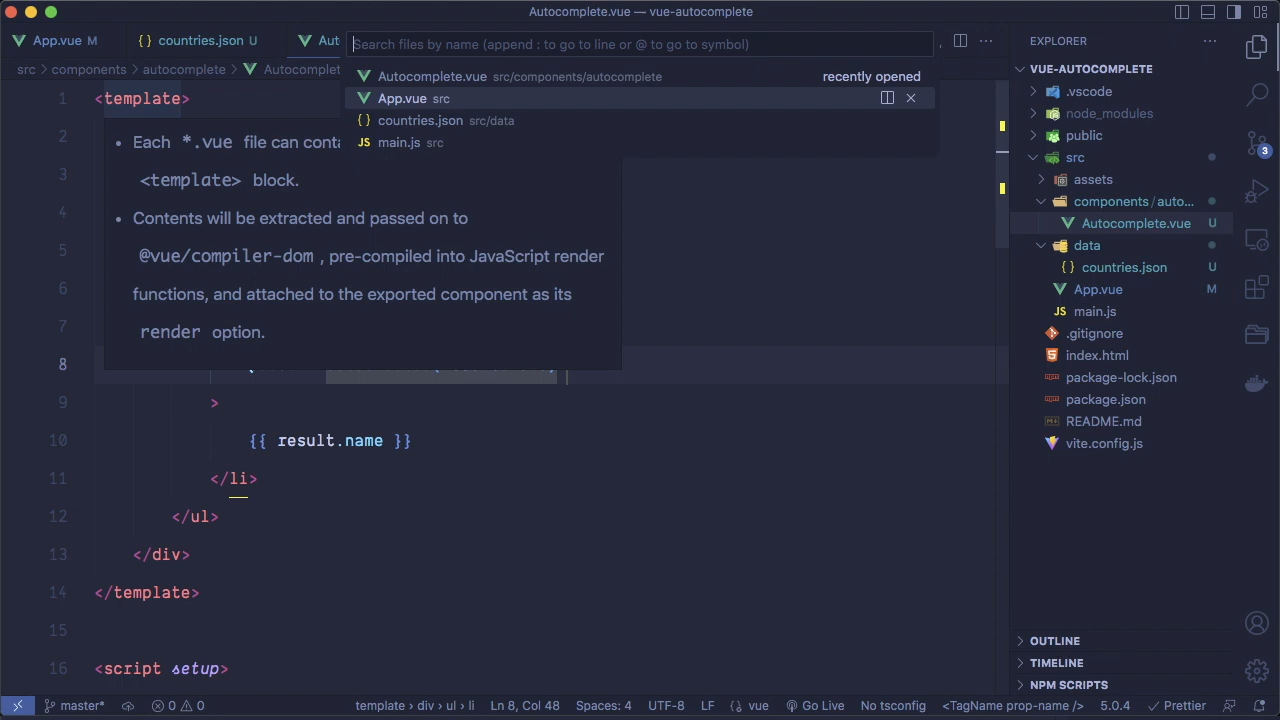 Autocomplete.vue — vue-autocomplete
App.vue M
countries.json U
Aut
Search files by name (append : to go to line or @ to go to symbol)
Autocomplete.vue src/components/autocomplete recently opened
App.vue src
countries.json src/data
JS main.js src
src > components > autocomplete > Autocomplet
1 <template>
• Each *.vue file can conta
<template> block.
• Contents will be extracted and passed on to
@vue/compiler-dom , pre-compiled into JavaScript render
functions, and attached to the exported component as its
render option.
2
3
4
5
6
7
8
9 >
10 {{ result.name }}
11 </li>
12 </ul>
13 </div>
14 </template>
15
16 <script setup>
EXPLORER
VUE-AUTOCOMPLETE
.vscode
node_modules
public
src
assets
components / auto...
Autocomplete.vue U
data
{ } countries.json U
App.vue M
JS main.js
.gitignore
index.html
package-lock.json
package.json
README.md
vite.config.js
OUTLINE
TIMELINE
NPM SCRIPTS
3
master* 0 0 template › div › ul › li Ln 8, Col 48 Spaces: 4 UTF-8 LF vue Go Live No tsconfig <TagName prop-name /> 5.0.4 Prettier